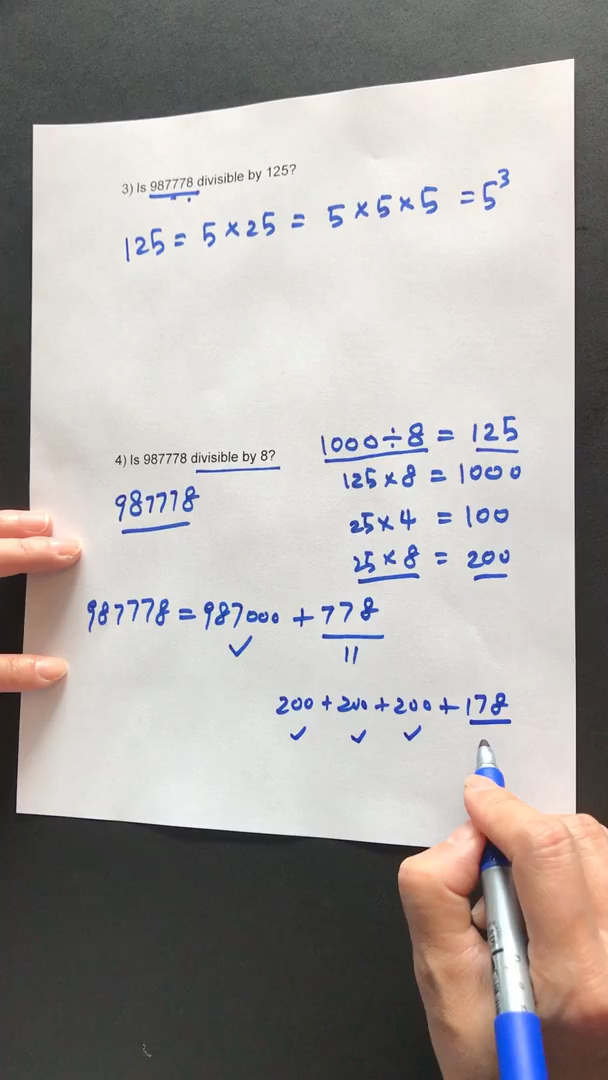 3) Is 987778 divisible by 125?
125 = 5 × 25 = 5 × 5 × 5 = 5³
4) Is 987778 divisible by 8?
987778
1000 ÷ 8 = 125
125 × 8 = 1000
25 × 4 = 100
25 × 8 = 200
987778 = 987000 + 778
11
200 + 200 + 200 + 178